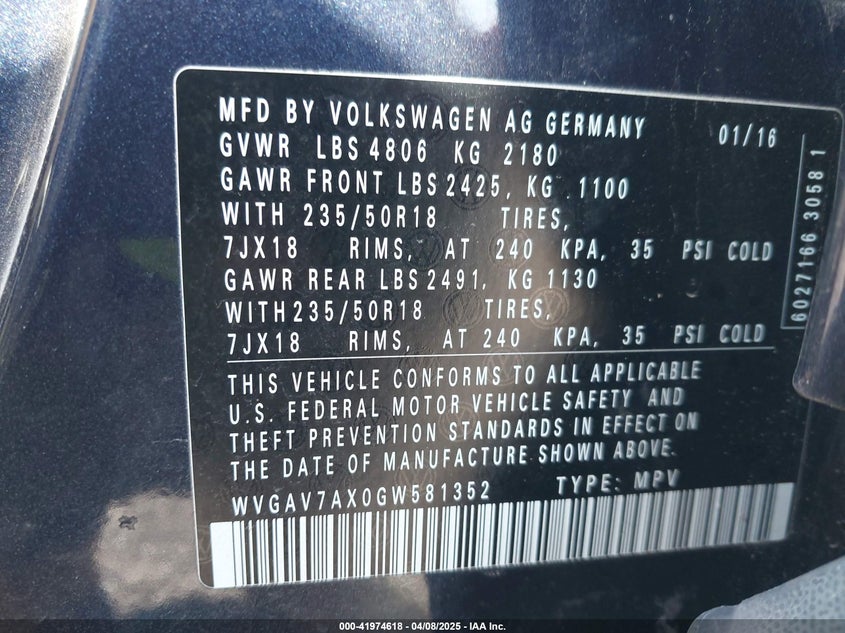 MFD BY VOLKSWAGEN AG GERMANY 01/16
GVWR LBS 4806 KG 2180
GAWR FRONT LBS 2425, KG 1100
WITH 235/50R18 TIRES,
7JX18 RIMS, AT 240 KPA, 35 PSI COLD
GAWR REAR LBS 2491, KG 1130
WITH 235/50R18 TIRES,
7JX18 RIMS, AT 240 KPA, 35 PSI COLD
THIS VEHICLE CONFORMS TO ALL APPLICABLE
U.S. FEDERAL MOTOR VEHICLE SAFETY AND
THEFT PREVENTION STANDARDS IN EFFECT ON
THE DATE OF MANUFACTURE SHOWN ABOVE.
WVGAV7AX0GW581352 TYPE: MPV
6027166 3058 1
000-41974618 - 04/08/2025 - IAA Inc.